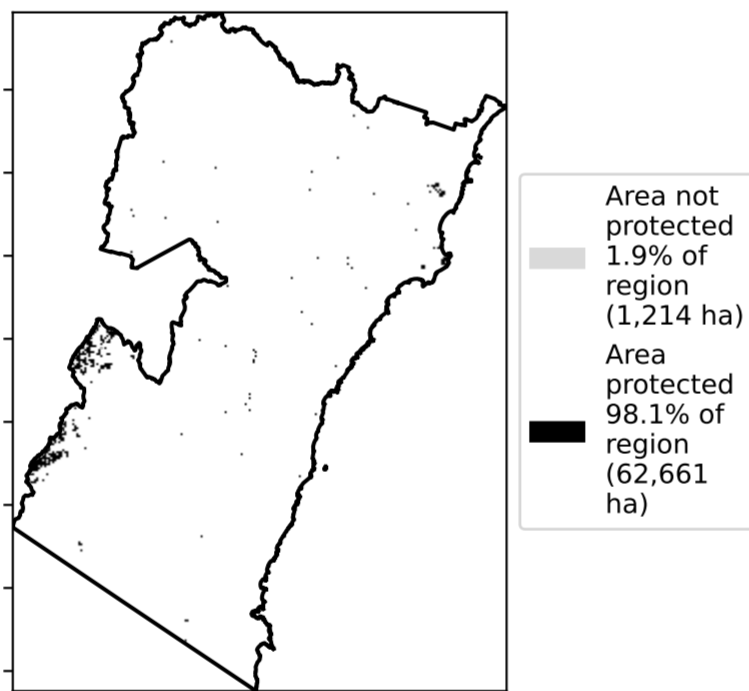 Area not
protected
1.9% of
region
(1,214 ha)
Area
protected
98.1% of
region
(62,661
ha)